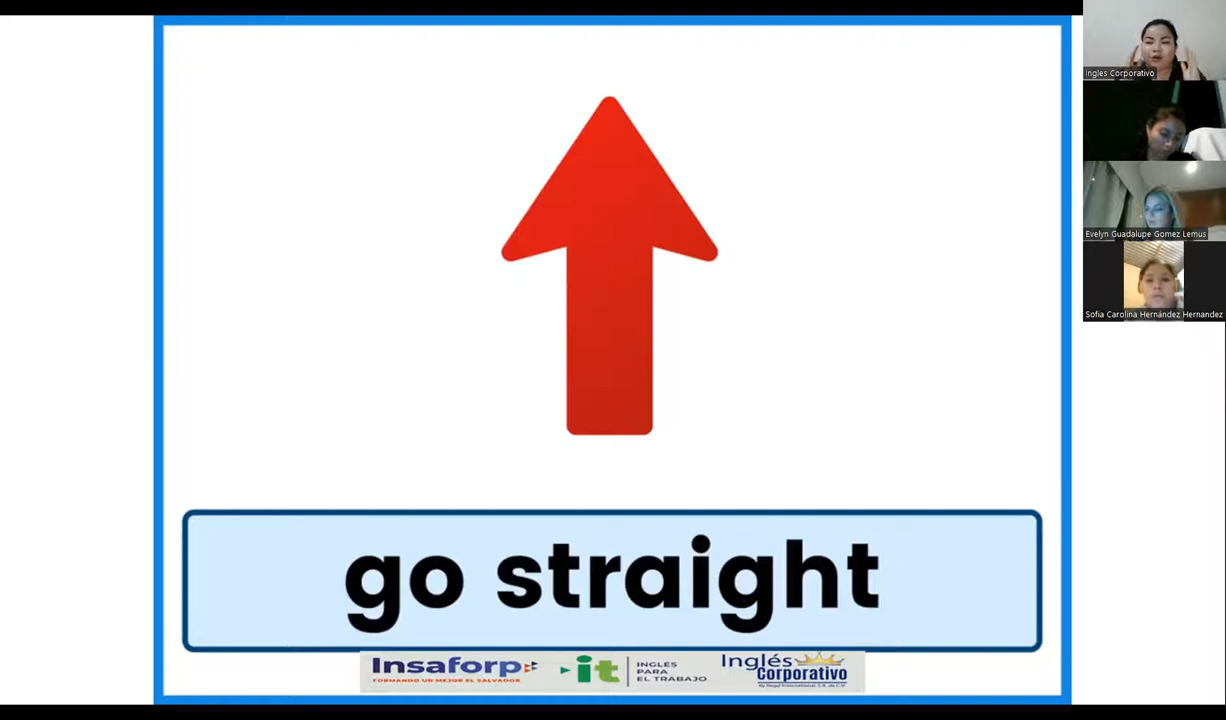 Ingles Corporativo
Evelyn Guadalupe Gomez Lemus
Sofia Carolina Hernández Hernandez
go straight
Insaforp
FORMANDO UN MEJOR EL SALVADOR
it
INGLÉS
PARA
EL TRABAJO
Inglés
Corporativo